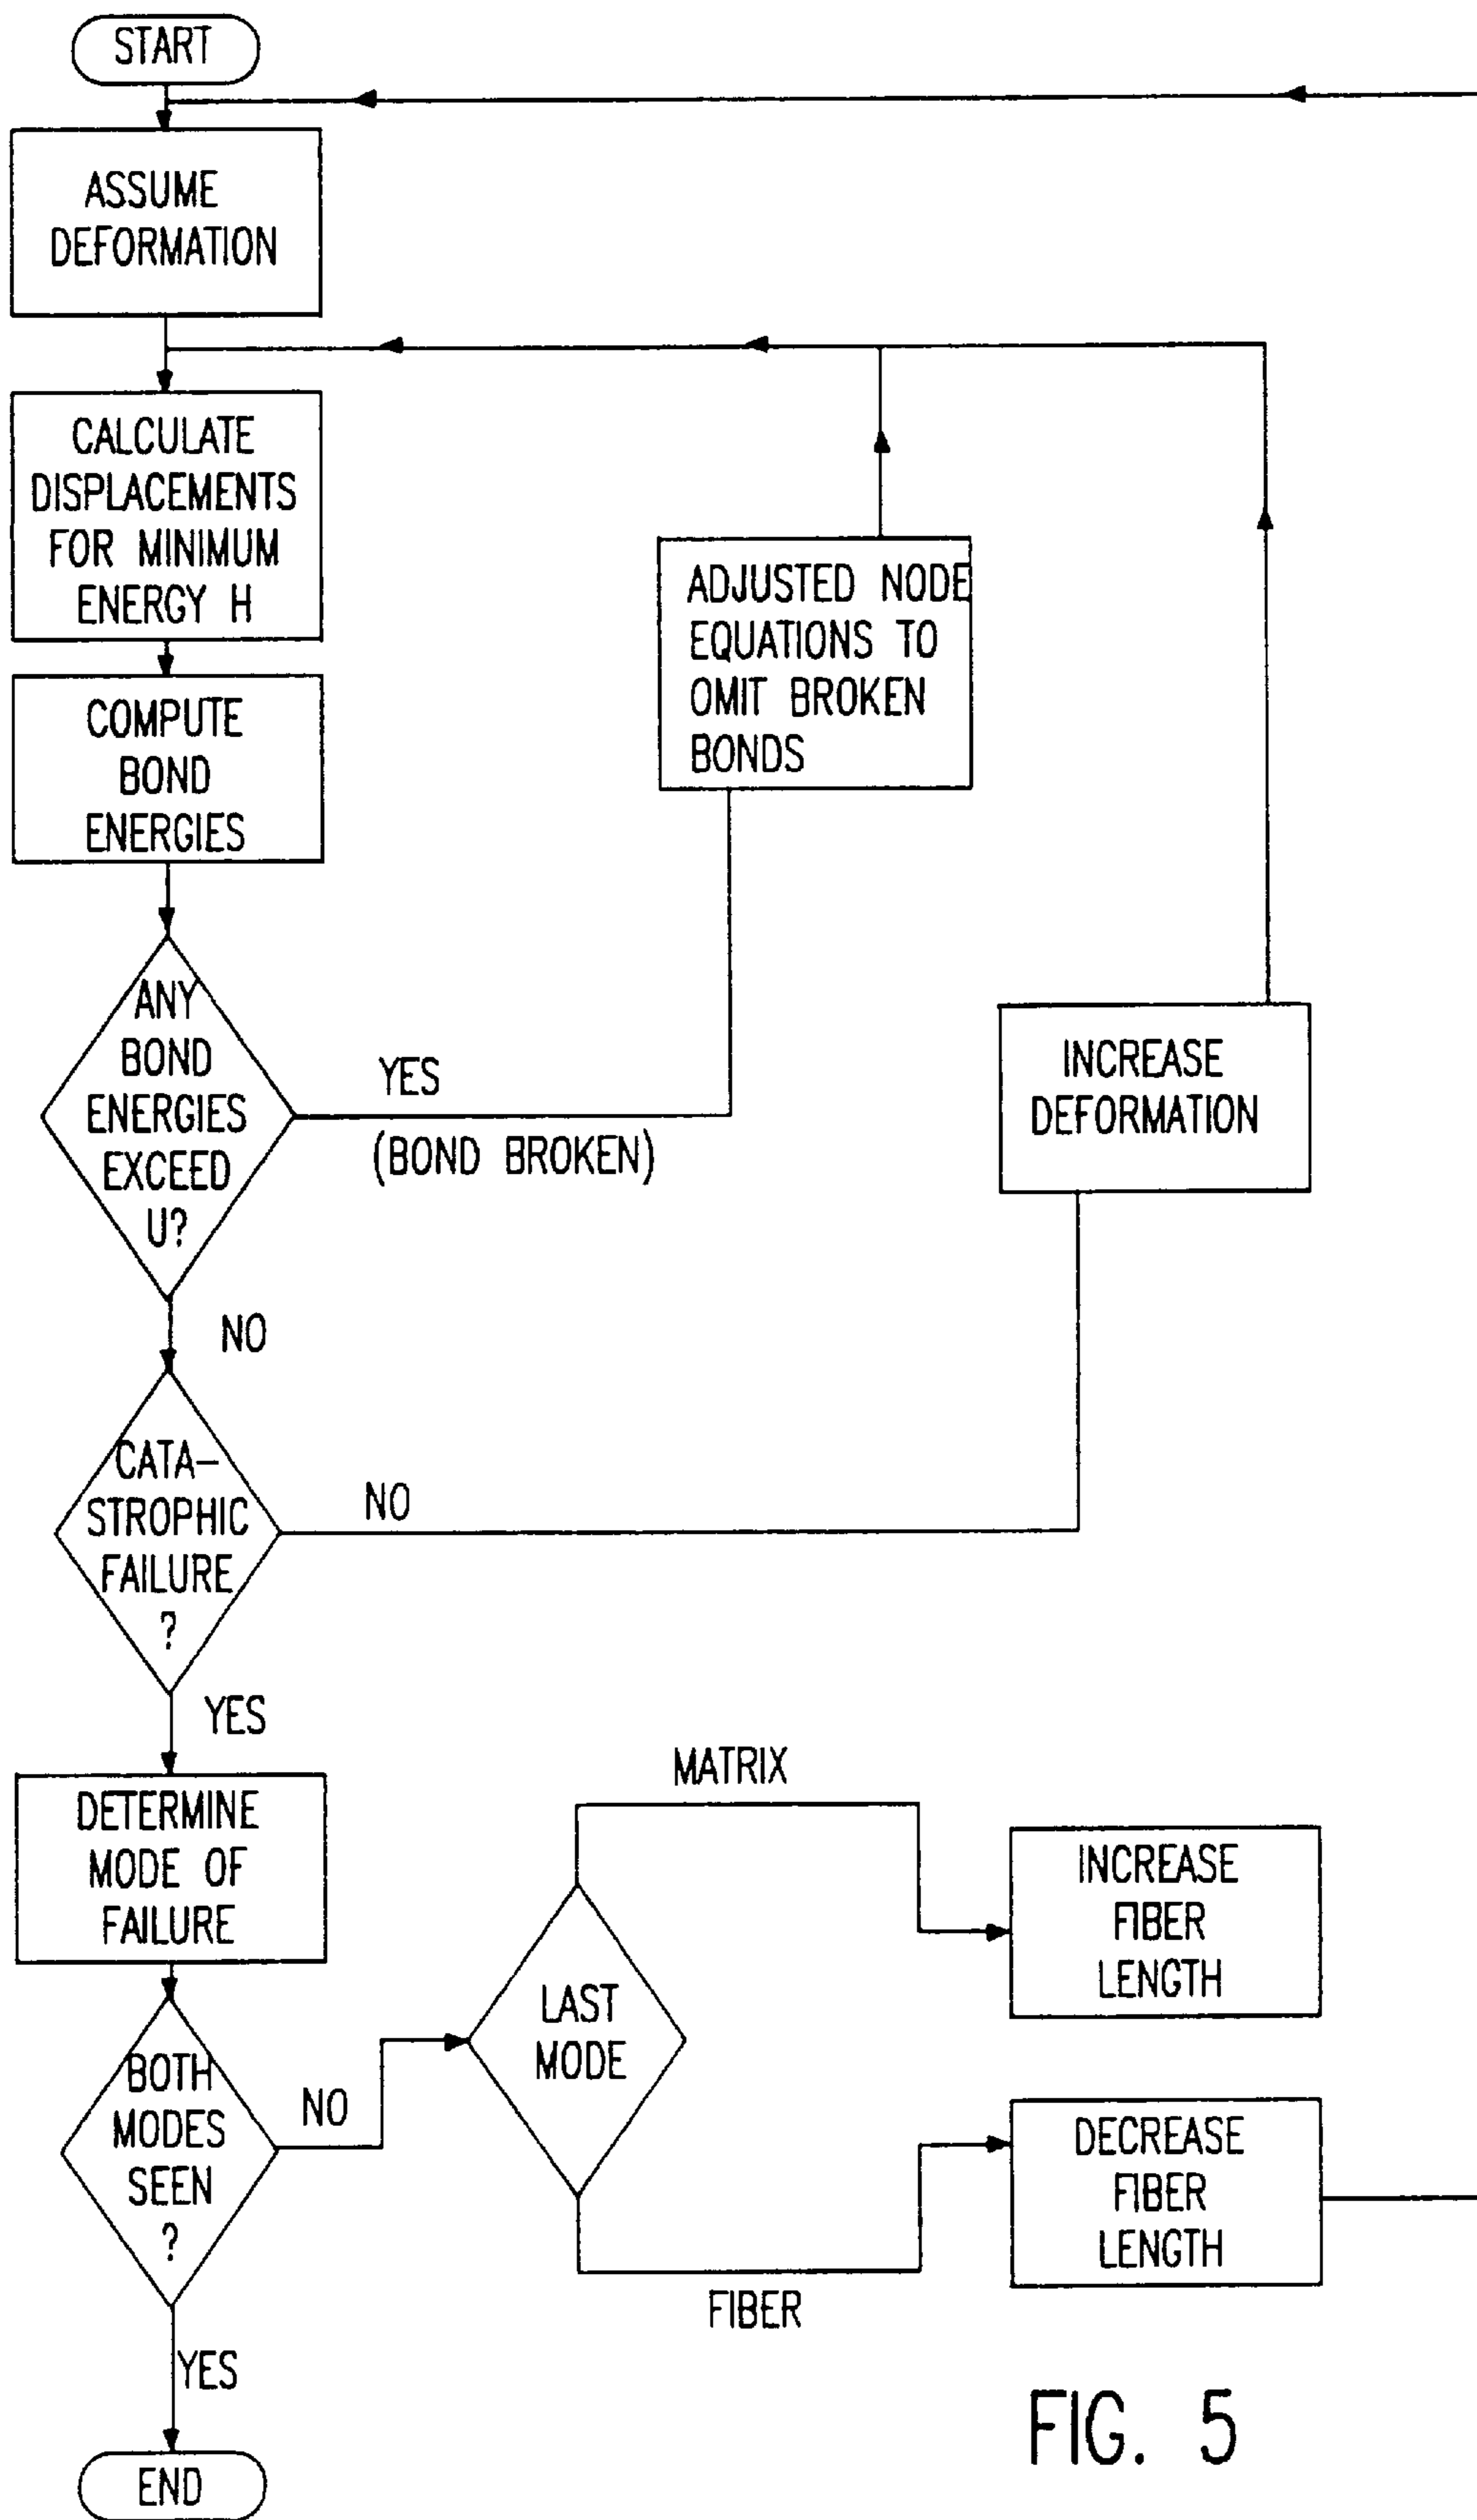 START
ASSUME
DEFORMATION
CALCULATE
DISPLACEMENTS
FOR MINIMUM
ENERGY H
ADJUSTED NODE
EQUATIONS TO
OMIT BROKEN
BONDS
COMPUTE
BOND
ENERGIES
ANY
BOND
ENERGIES
EXCEED
U?
YES
(BOND BROKEN)
INCREASE
DEFORMATION
NO
CATA-
STROPHIC
FAILURE
?
NO
YES
DETERMINE
MODE OF
FAILURE
MATRIX
INCREASE
FIBER
LENGTH
LAST
MODE
BOTH
MODES
SEEN
?
NO
DECREASE
FIBER
LENGTH
FIBER
YES
END
FIG. 5